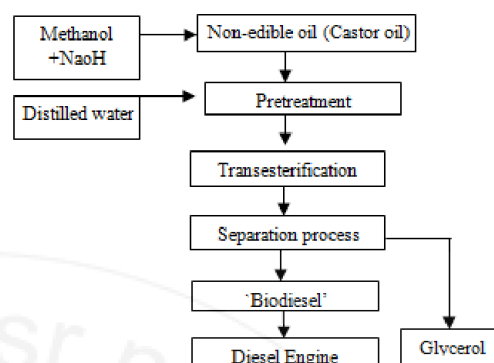 Methanol
+NaoH
Non-edible oil (Castor oil)
Distilled water
Pretreatment
Transesterification
Separation process
`Biodiesel’
Diesel Engine
Glycerol